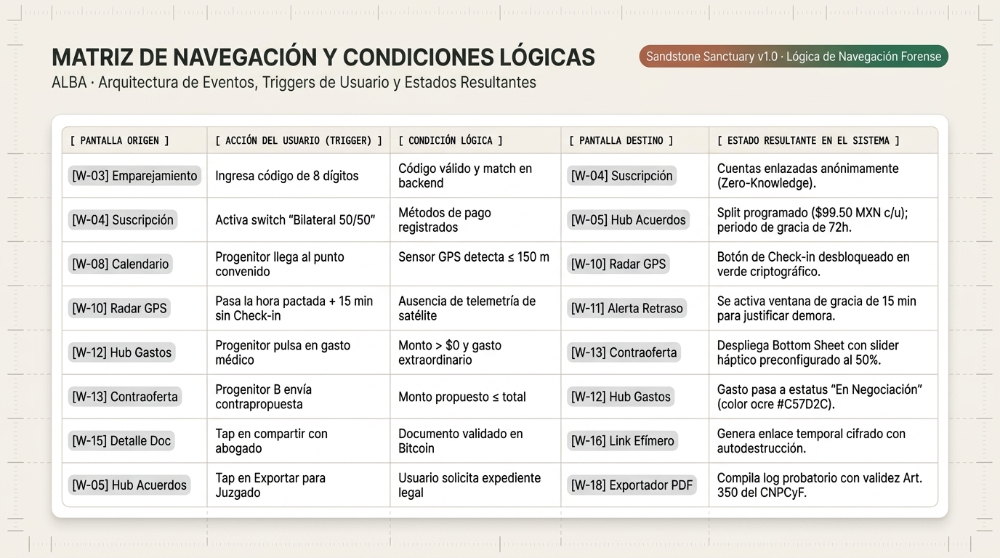 MATRIZ DE NAVEGACIÓN Y CONDICIONES LÓGICAS
Sandstone Sanctuary v1.0 · Lógica de Navegación Forense
ALBA · Arquitectura de Eventos, Triggers de Usuario y Estados Resultantes
[ PANTALLA ORIGEN ]
[ ACCIÓN DEL USUARIO (TRIGGER) ]
[ CONDICIÓN LÓGICA ]
[ PANTALLA DESTINO ]
[ ESTADO RESULTANTE EN EL SISTEMA ]
[W-03] Emparejamiento
Ingresa código de 8 dígitos
Código válido y match en
backend
[W-04] Suscripción
Cuentas enlazadas anónimamente
(Zero-Knowledge).
[W-04] Suscripción
Activa switch “Bilateral 50/50”
Métodos de pago
registrados
[W-05] Hub Acuerdos
Split programado ($99.50 MXN c/u);
periodo de gracia de 72h.
[W-08] Calendario
Progenitor llega al punto
convenido
Sensor GPS detecta ≤ 150 m
[W-10] Radar GPS
Botón de Check-in desbloqueado en
verde criptográfico.
[W-10] Radar GPS
Pasa la hora pactada + 15 min
sin Check-in
Ausencia de telemetría de
satélite
[W-11] Alerta Retraso
Se activa ventana de gracia de 15 min
para justificar demora.
[W-12] Hub Gastos
Progenitor pulsa en gasto
médico
Monto > $0 y gasto
extraordinario
[W-13] Contraoferta
Despliega Bottom Sheet con slider
háptico preconfigurado al 50%.
[W-13] Contraoferta
Progenitor B envía
contrapropuesta
Monto propuesto ≤ total
[W-12] Hub Gastos
Gasto pasa a estatus “En Negociación”
(color ocre #C57D2C).
[W-15] Detalle Doc
Tap en compartir con
abogado
Documento validado en
Bitcoin
[W-16] Link Efímero
Genera enlace temporal cifrado con
autodestrucción.
[W-05] Hub Acuerdos
Tap en Exportar para
Juzgado
Usuario solicita expediente
legal
[W-18] Exportador PDF
Compila log probatorio con validez Art.
350 del CNPCyF.